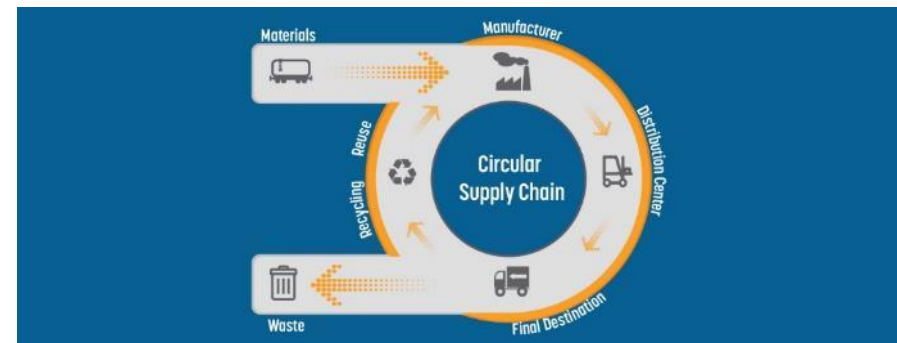 Materials
Manufacturer
Distribution Center
Reuse
Recycling
Circular
Supply Chain
Waste
Final Destination